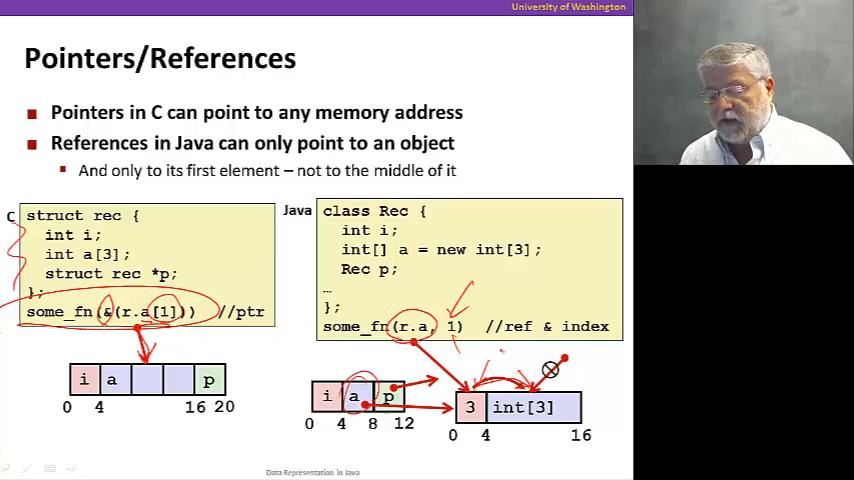 University of Washington
Pointers/References
Pointers in C can point to any memory address
References in Java can only point to an object
And only to its first element – not to the middle of it
C
struct rec {
int i;
int a[3];
struct rec *p;
};
some_fn(&(r.a[1])) //ptr
i a p
0 4 16 20
Java
class Rec {
int i;
int[] a = new int[3];
Rec p;
…
};
some_fn(r.a, 1) //ref & index
i a p
0 4 8 12
3 int[3]
0 4 16
Data Representation in Java